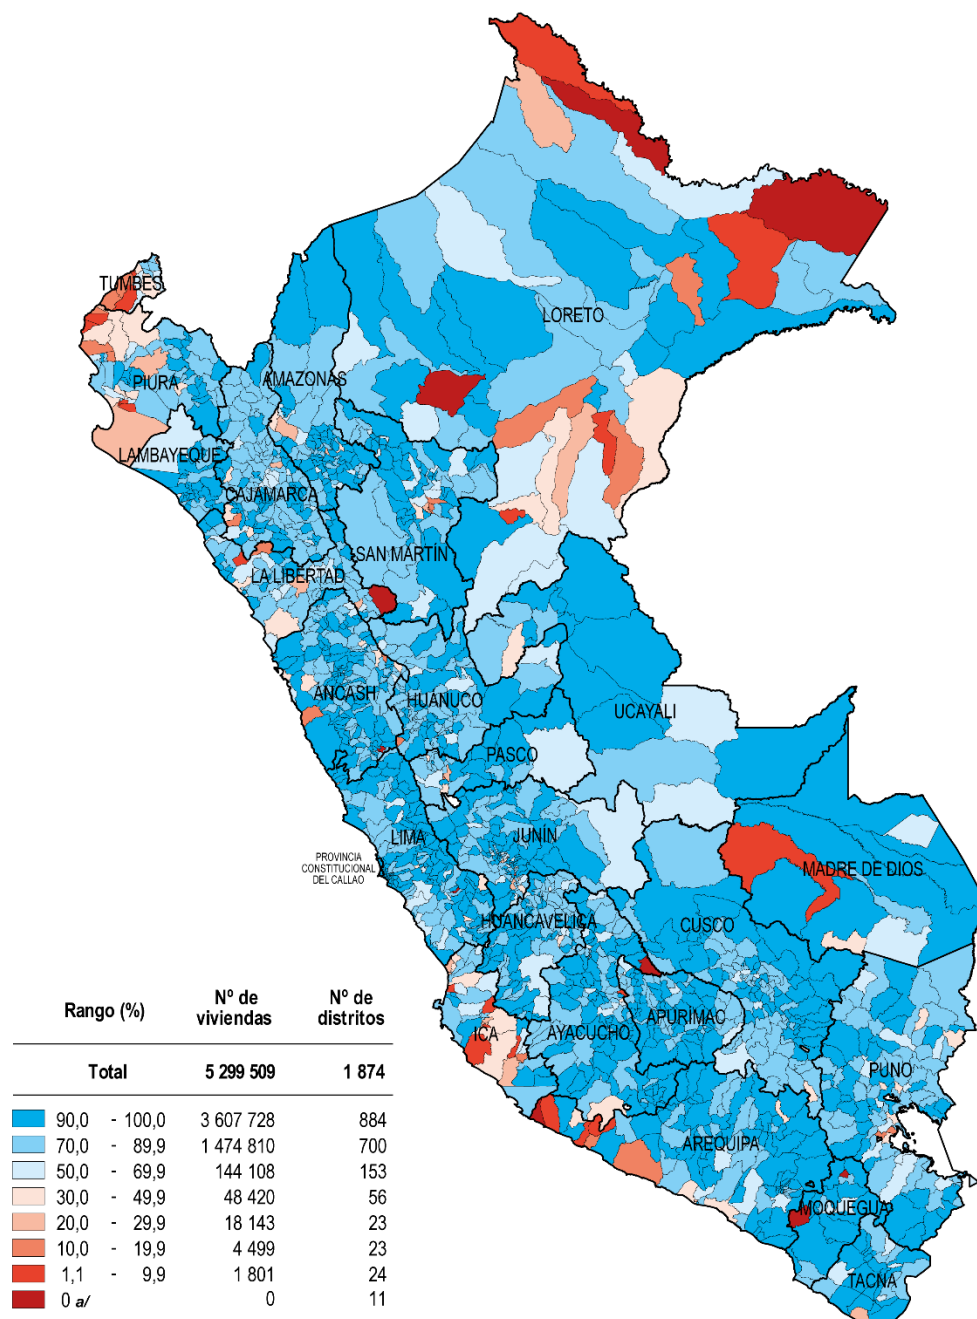 TUMBES
LORETO
PIURA
AMAZONAS
LAMBAYEQUE
CAJAMARCA
SAN MARTÍN
LA LIBERTAD
ANCASH
HUANUCO
UCAYALI
PASCO
LIMA
JUNÍN
PROVINCIA
CONSTITUCIONAL
DEL CALLAO
MADRE DE DIOS
HUANCAVELICA
CUSCO
ICA
AYACUCHO
APURIMAC
PUNO
AREQUIPA
MOQUEGUA
TACNA
Rango (%) Nº de viviendas Nº de distritos
Total 5 299 509 1 874
90,0 - 100,0 3 607 728 884
70,0 - 89,9 1 474 810 700
50,0 - 69,9 144 108 153
30,0 - 49,9 48 420 56
20,0 - 29,9 18 143 23
10,0 - 19,9 4 499 23
1,1 - 9,9 1 801 24
0 a/ 0 11